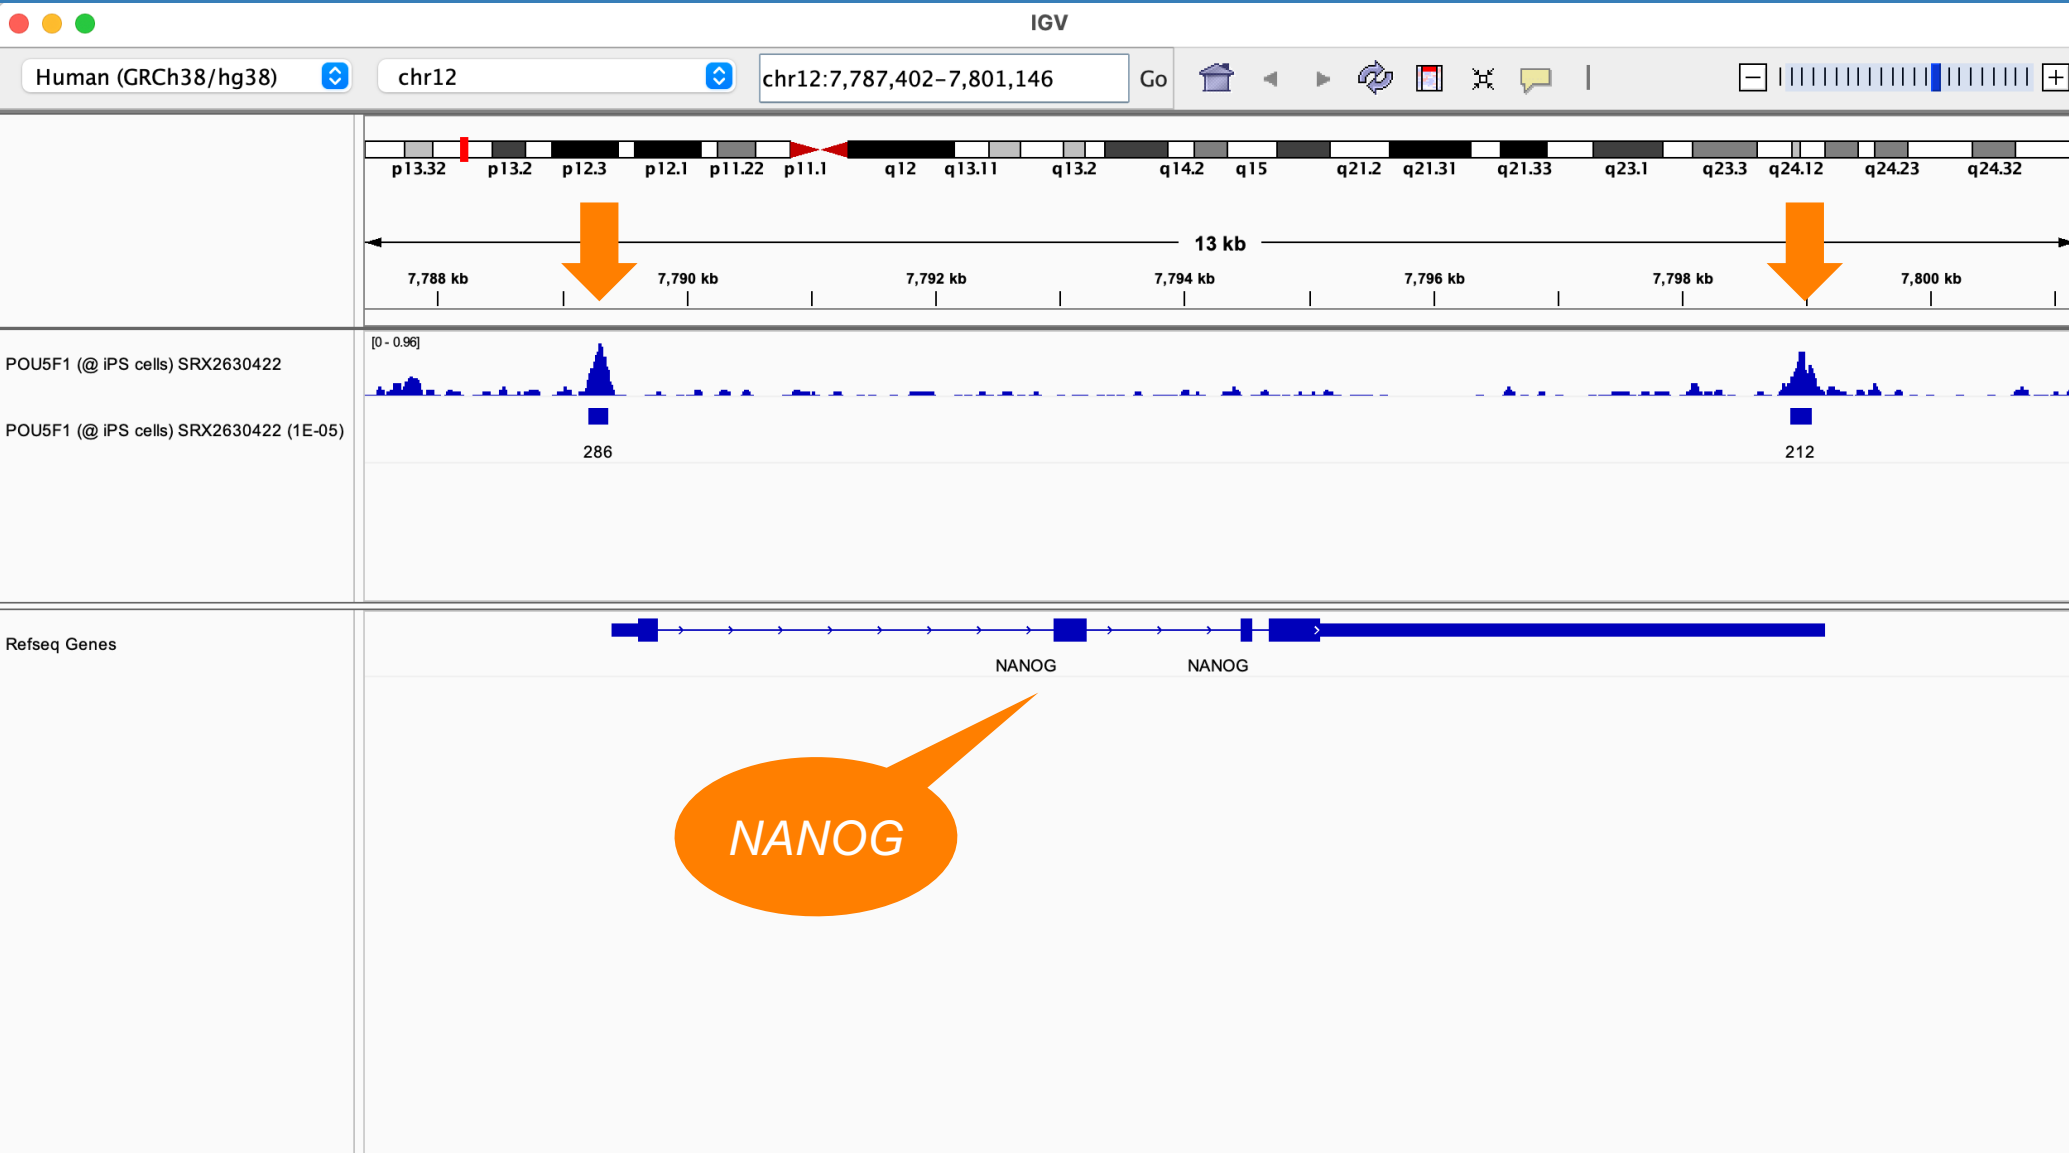 IGV
Human (GRCh38/hg38) chr12 chr12:7,787,402-7,801,146 Go
p13.32 p13.2 p12.3 p12.1 p11.22 p11.1 q12 q13.11 q13.2 q14.2 q15 q21.2 q21.31 q21.33 q23.1 q23.3 q24.12 q24.23 q24.32
13 kb
7,788 kb 7,790 kb 7,792 kb 7,794 kb 7,796 kb 7,798 kb 7,800 kb
[0 - 0.96]
POU5F1 (@ iPS cells) SRX2630422
POU5F1 (@ iPS cells) SRX2630422 (1E-05)
286 212
Refseq Genes
NANOG NANOG
NANOG